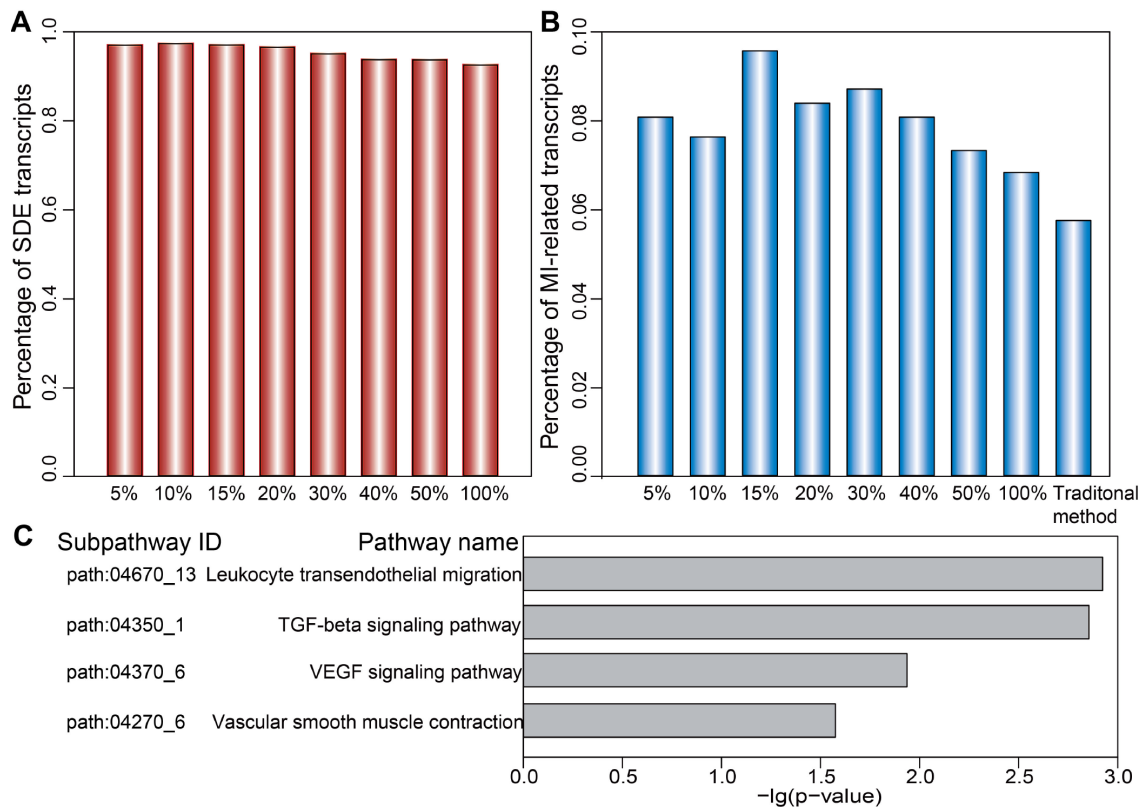 A
Percentage of SDE transcripts
1.0
0.8
0.6
0.4
0.2
0.0
5% 10% 15% 20% 30% 40% 50% 100%
B
Percentage of MI-related transcripts
0.10
0.08
0.06
0.04
0.02
0.00
5% 10% 15% 20% 30% 40% 50% 100% Traditonal
method
C
Subpathway ID Pathway name
path:04670_13 Leukocyte transendothelial migration
path:04350_1 TGF-beta signaling pathway
path:04370_6 VEGF signaling pathway
path:04270_6 Vascular smooth muscle contraction
0.0 0.5 1.0 1.5 2.0 2.5 3.0
−lg(p−value)